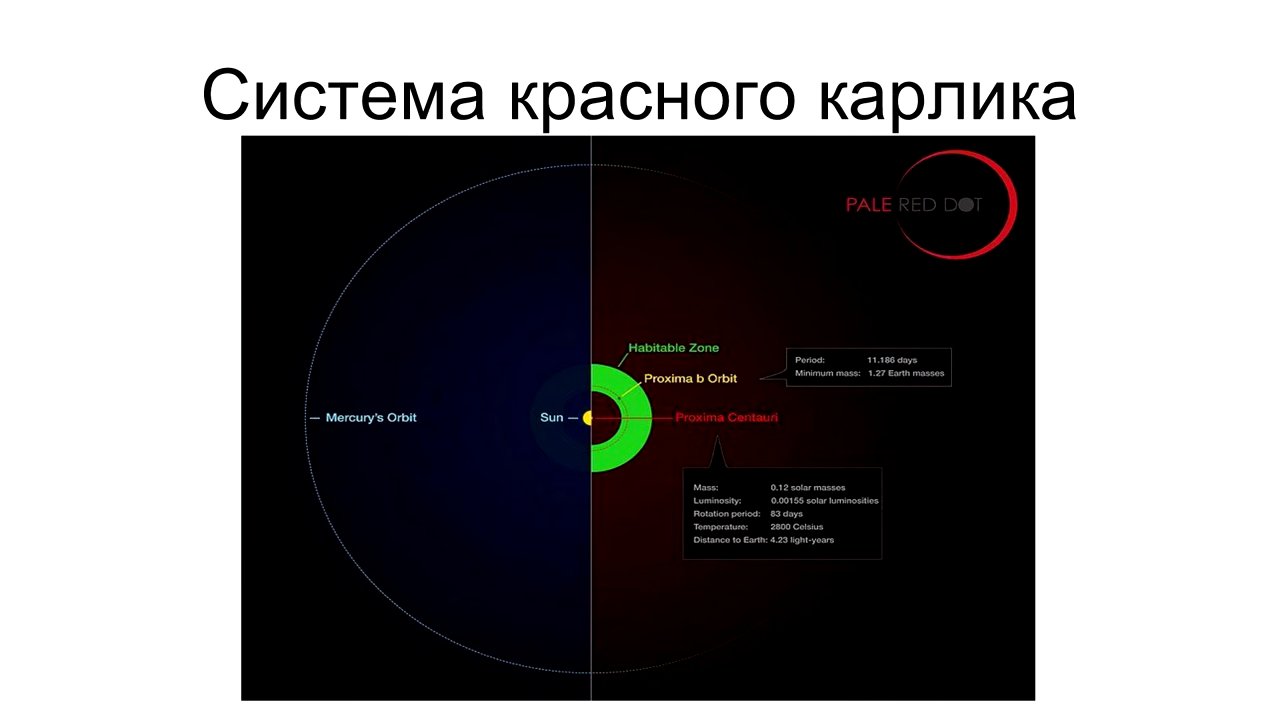 Система красного карлика
PALE RED DOT
Habitable Zone
Period: 11.186 days
Minimum mass: 1.27 Earth masses
Proxima b Orbit
Mercury's Orbit
Sun
Proxima Centauri
Mass: 0.12 solar masses
Luminosity: 0.00155 solar luminosities
Rotation period: 83 days
Temperature: 2800 Celsius
Distance to Earth: 4.23 light-years